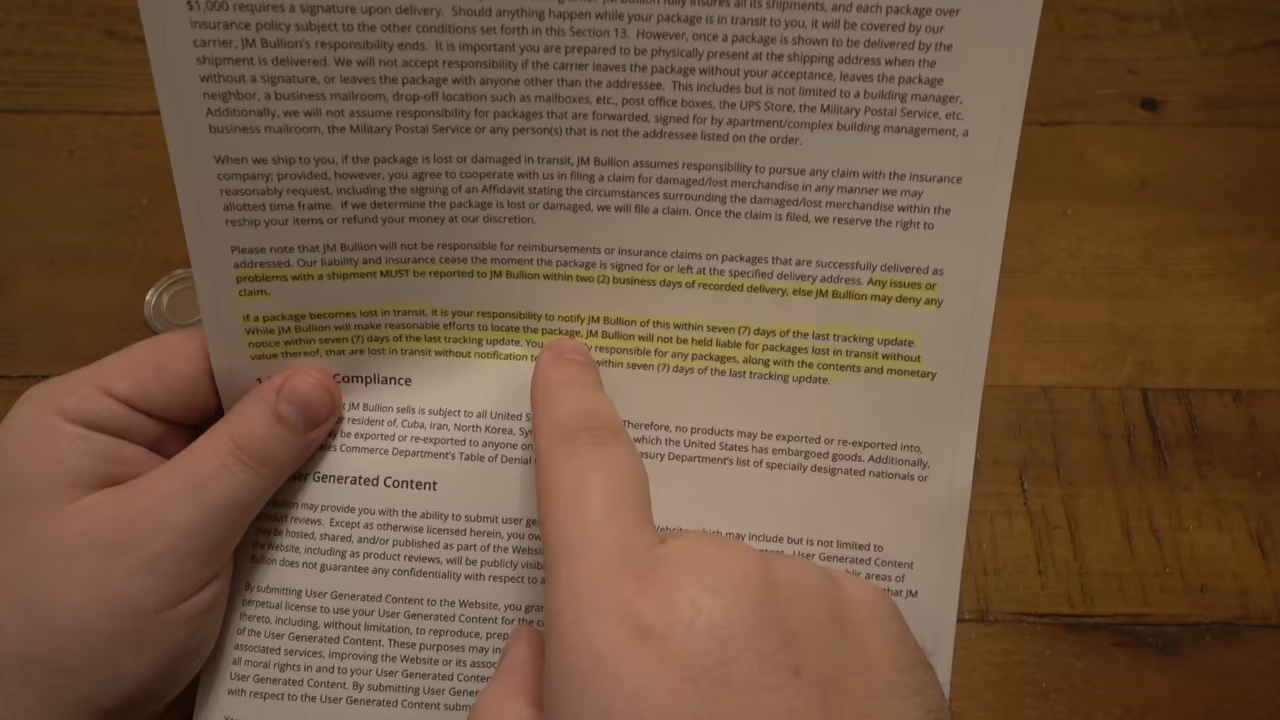 fully insures all its shipments, and each package over
$1,000 requires a signature upon delivery. Should anything happen while your package is in transit to you, it will be covered by our
insurance policy subject to the other conditions set forth in this Section 13. However, once a package is shown to be delivered by the
carrier, JM Bullion's responsibility ends. It is important you are prepared to be physically present at the shipping address when the
shipment is delivered. We will not accept responsibility if the carrier leaves the package without your acceptance, leaves the package
without a signature, or leaves the package with anyone other than the addressee. This includes but is not limited to a building manager,
neighbor, a business mailroom, drop-off location such as mailboxes, etc., post office boxes, the UPS Store, the Military Postal Service, etc.
Additionally, we will not assume responsibility for packages that are forwarded, signed for by apartment/complex building management, a
business mailroom, the Military Postal Service or any person(s) that is not the addressee listed on the order.
When we ship to you, if the package is lost or damaged in transit, JM Bullion assumes responsibility to pursue any claim with the insurance
company; provided, however, you agree to cooperate with us in filing a claim for damaged/lost merchandise in any manner we may
reasonably request, including the signing of an Affidavit stating the circumstances surrounding the damaged/lost merchandise within the
allotted time frame. If we determine the package is lost or damaged, we will file a claim. Once the claim is filed, we reserve the right to
reship your items or refund your money at our discretion.
Please note that JM Bullion will not be responsible for reimbursements or insurance claims on packages that are successfully delivered as
addressed. Our liability and insurance cease the moment the package is signed for or left at the specified delivery address. Any issues or
problems with a shipment MUST be reported to JM Bullion within two (2) business days of recorded delivery, else JM Bullion may deny any
claim.
If a package becomes lost in transit, it is your responsibility to notify JM Bullion of this within seven (7) days of the last tracking update.
While JM Bullion will make reasonable efforts to locate the package, JM Bullion will not be held liable for packages lost in transit without
notice within seven (7) days of the last tracking update. You responsible for any packages, along with the contents and monetary
value thereof, that are lost in transit without notification to within seven (7) days of the last tracking update.
Compliance
JM Bullion sells is subject to all United S Therefore, no products may be exported or re-exported into,
resident of, Cuba, Iran, North Korea, Sy which the United States has embargoed goods. Additionally,
be exported or re-exported to anyone on asury Department's list of specially designated nationals or
es Commerce Department's Table of Denial
User Generated Content
may provide you with the ability to submit user ge Website, which may include but is not limited to
reviews. Except as otherwise licensed herein, you ow User Generated Content
may be hosted, shared, and/or published as part of the Websi areas of
the Website, including as product reviews, will be publicly visib that JM
Bullion does not guarantee any confidentiality with respect to a
By submitting User Generated Content to the Website, you gran
perpetual license to use your User Generated Content for the c
thereto, including, without limitation, to reproduce, prep
of the User Generated Content. These purposes may in
associated services, improving the Website or its assoc
all moral rights in and to your User Generated Conten
User Generated Content. By submitting User Gener
with respect to the User Generated Content subm